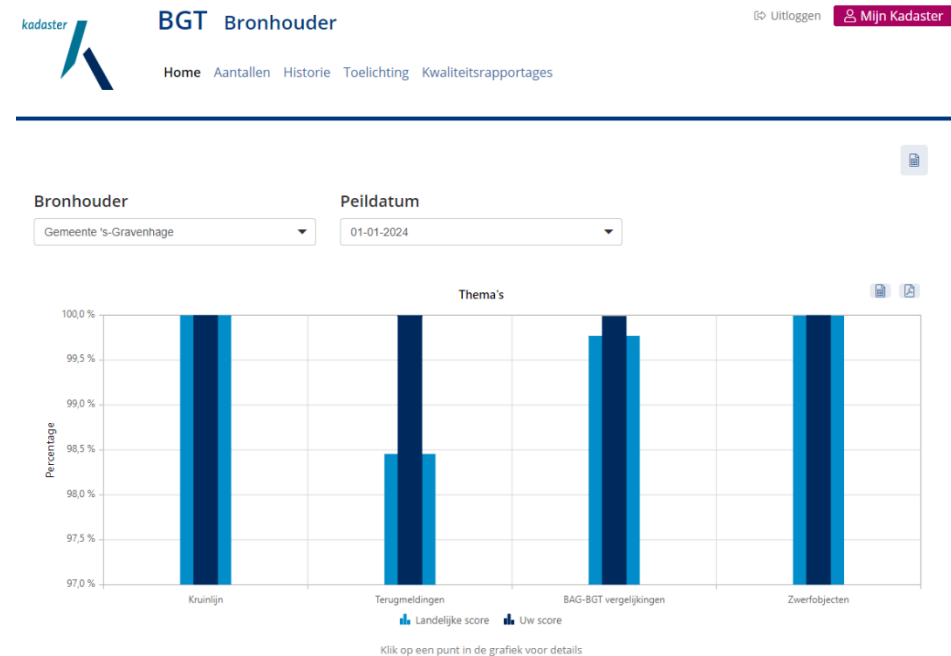 kadaster
BGT Bronhouder
Uitloggen
Mijn Kadaster
Home Aantallen Historie Toelichting Kwaliteitsrapportages
Bronhouder
Peildatum
Gemeente 's-Gravenhage
01-01-2024
Thema's
100,0 %
99,5 %
99,0 %
98,5 %
98,0 %
97,5 %
97,0 %
Percentage
Kruinlijn
Terugmeldingen
BAG-BGT vergelijkingen
Zwerfobjecten
Landelijke score
Uw score
Klik op een punt in de grafiek voor details